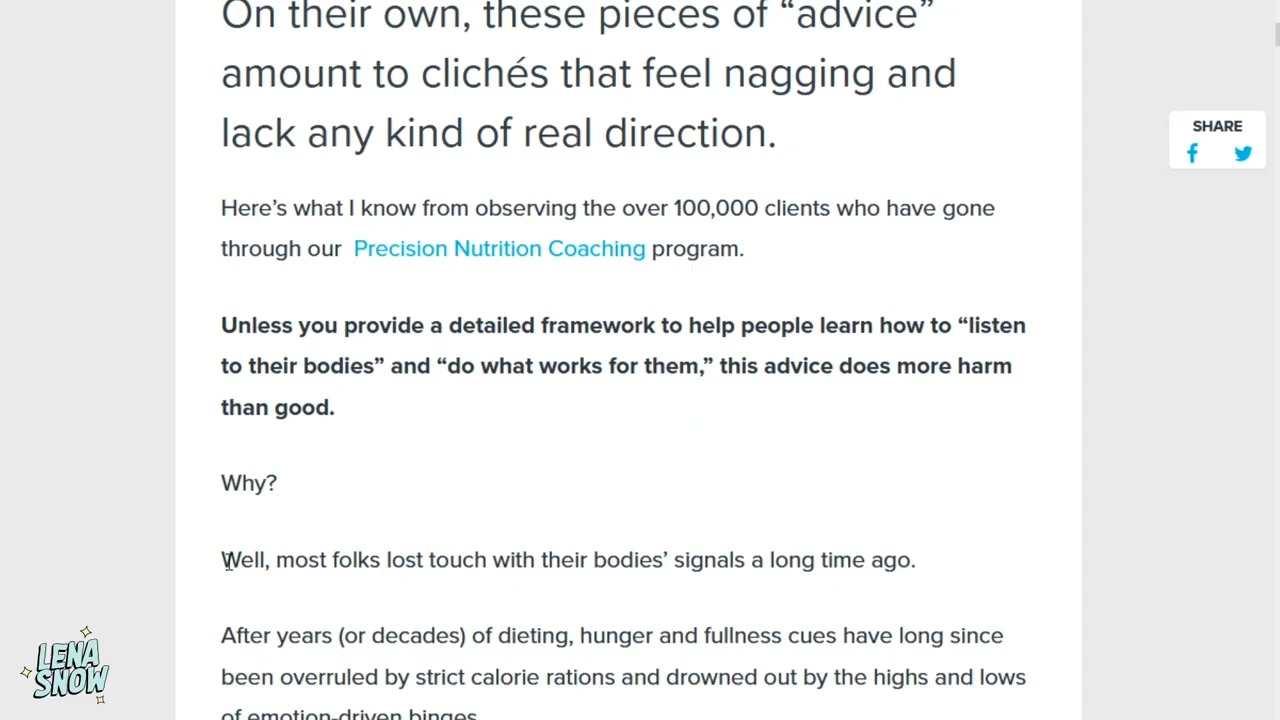 On their own, these pieces of “advice”
amount to clichés that feel nagging and
lack any kind of real direction.
SHARE
Here’s what I know from observing the over 100,000 clients who have gone
through our Precision Nutrition Coaching program.
Unless you provide a detailed framework to help people learn how to “listen
to their bodies” and “do what works for them,” this advice does more harm
than good.
Why?
Well, most folks lost touch with their bodies’ signals a long time ago.
After years (or decades) of dieting, hunger and fullness cues have long since
been overruled by strict calorie rations and drowned out by the highs and lows
of emotion-driven binges.
LENA
SNOW